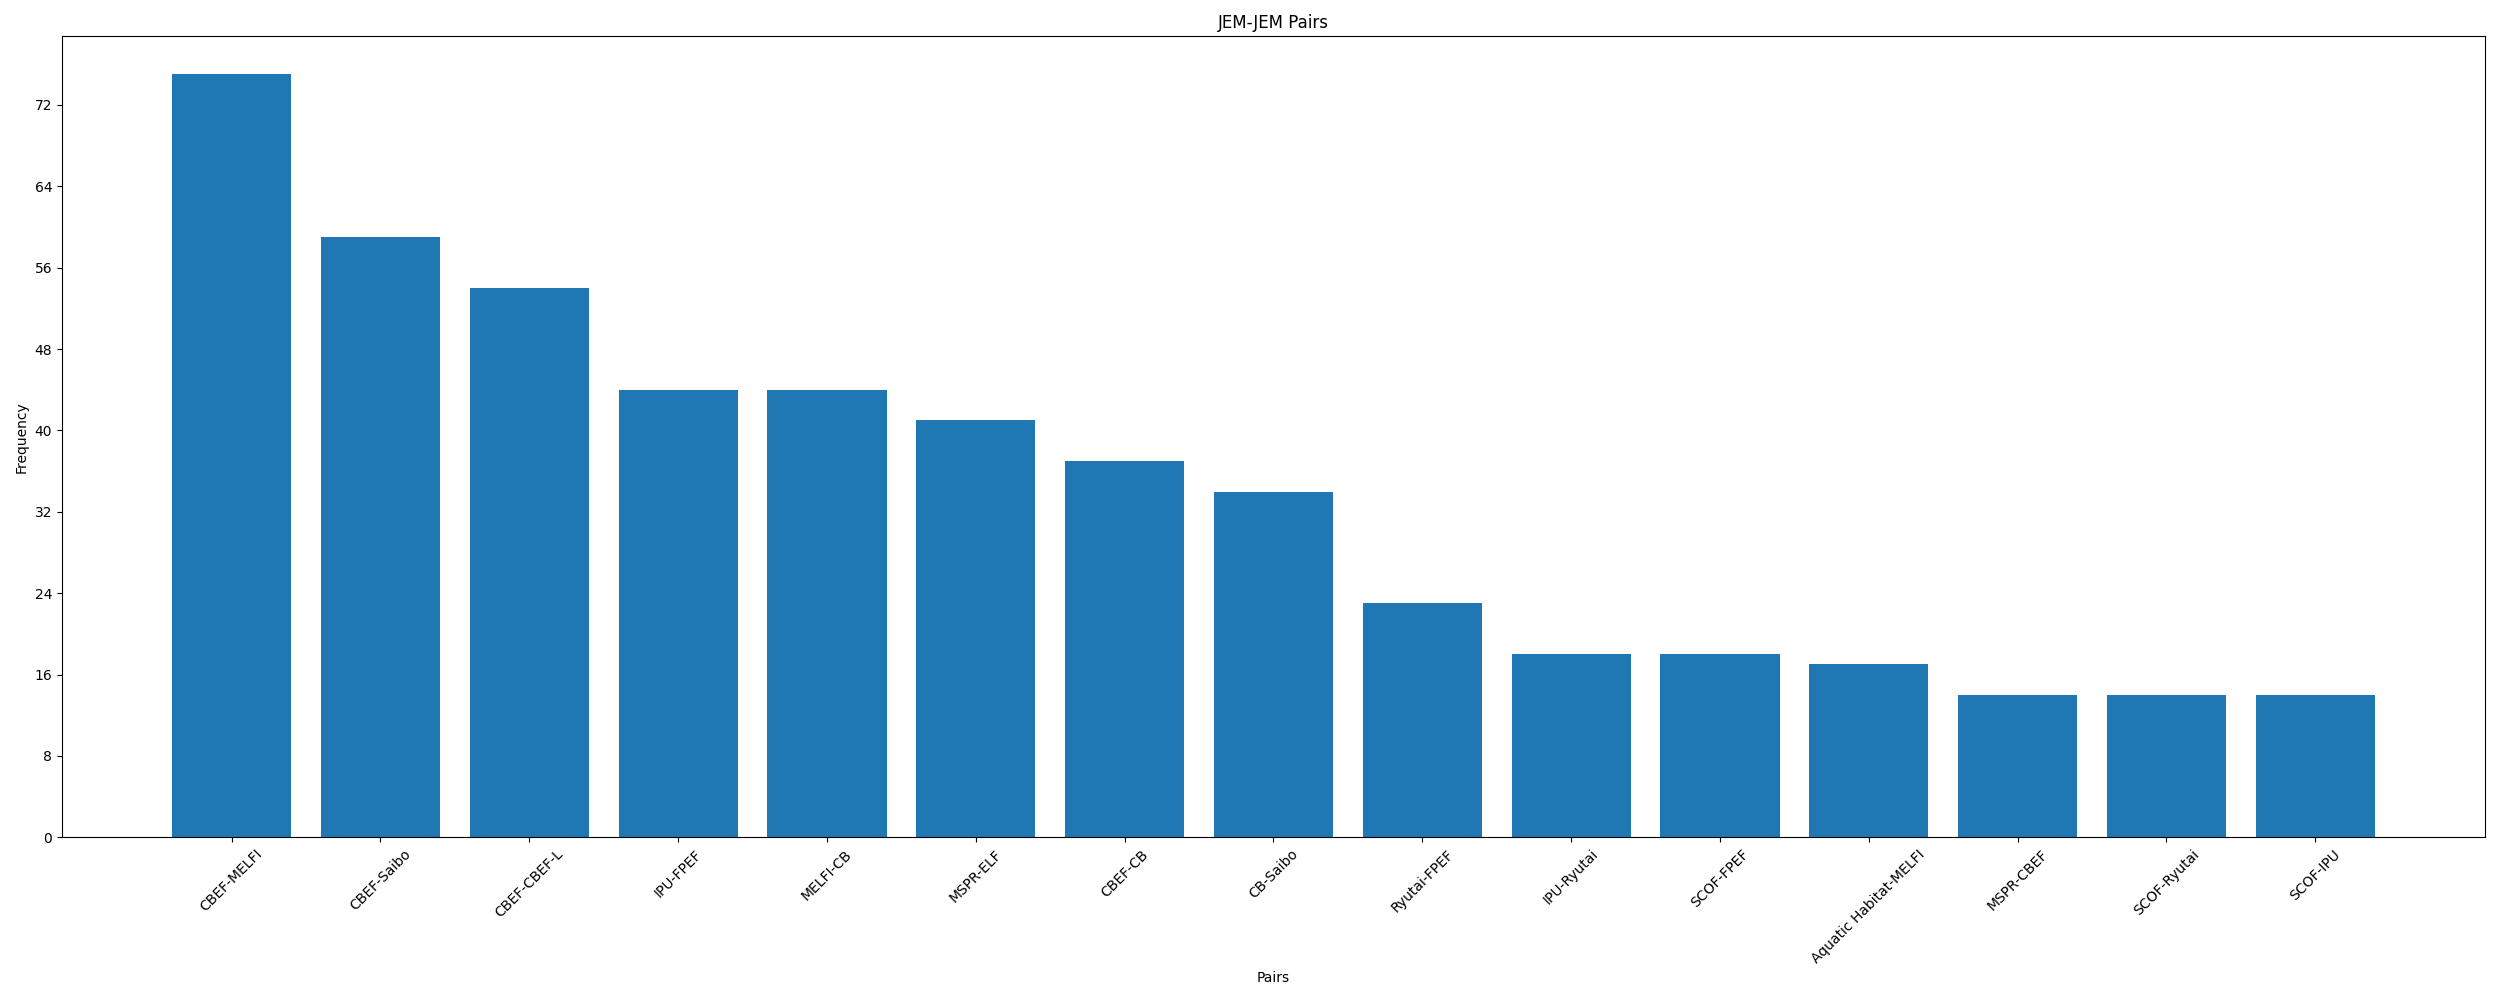 JEM-JEM Pairs
72
64
56
48
40
32
24
16
8
0
Frequency
CBEF-MELFI
CBEF-Saibo
CBEF-CBEF-L
IPU-FPEF
MELFI-CB
MSPR-ELF
CBEF-CB
CB-Saibo
Ryutai-FPEF
IPU-Ryutai
SCOF-FPEF
Aquatic Habitat-MELFI
MSPR-CBEF
SCOF-Ryutai
SCOF-IPU
Pairs